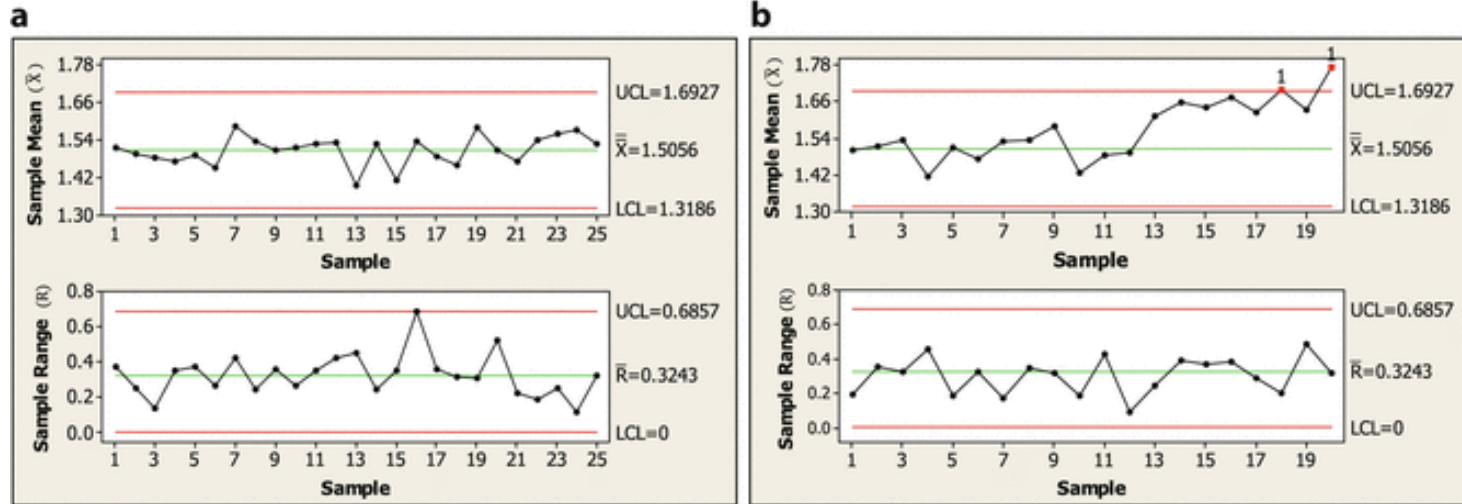 a
Sample Mean (X̄)
1.78
1.66
1.54
1.42
1.30
UCL=1.6927
X̿=1.5056
LCL=1.3186
1 3 5 7 9 11 13 15 17 19 21 23 25
Sample
Sample Range (R)
0.8
0.6
0.4
0.2
0.0
UCL=0.6857
R̄=0.3243
LCL=0
1 3 5 7 9 11 13 15 17 19 21 23 25
Sample
b
Sample Mean (X̄)
1.78
1.66
1.54
1.42
1.30
1
1
UCL=1.6927
X̿=1.5056
LCL=1.3186
1 3 5 7 9 11 13 15 17 19
Sample
Sample Range (R)
0.8
0.6
0.4
0.2
0.0
UCL=0.6857
R̄=0.3243
LCL=0
1 3 5 7 9 11 13 15 17 19
Sample